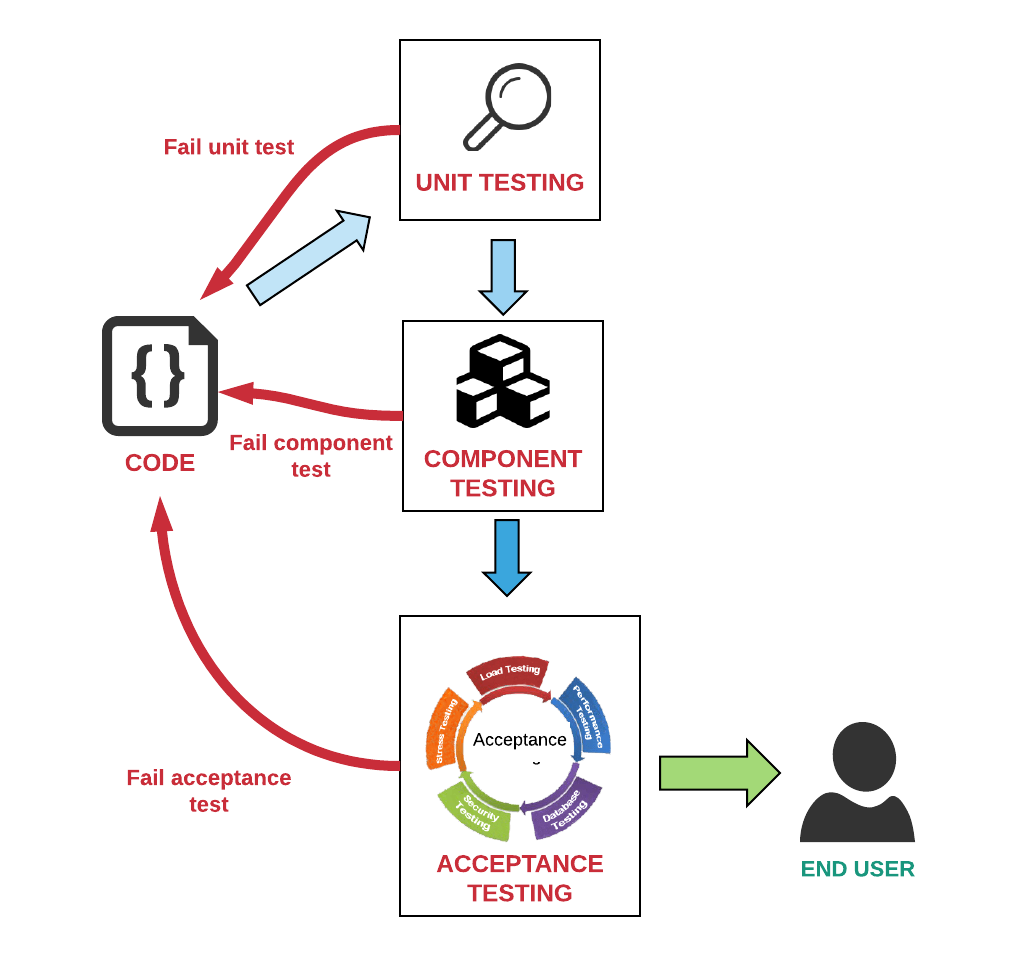 Fail unit test
UNIT TESTING
{}
CODE
Fail component
test
COMPONENT
TESTING
Load Testing
Performance
Testing
Stress Testing
Acceptance
Security
Testing
Database
Testing
Fail acceptance
test
ACCEPTANCE
TESTING
END USER